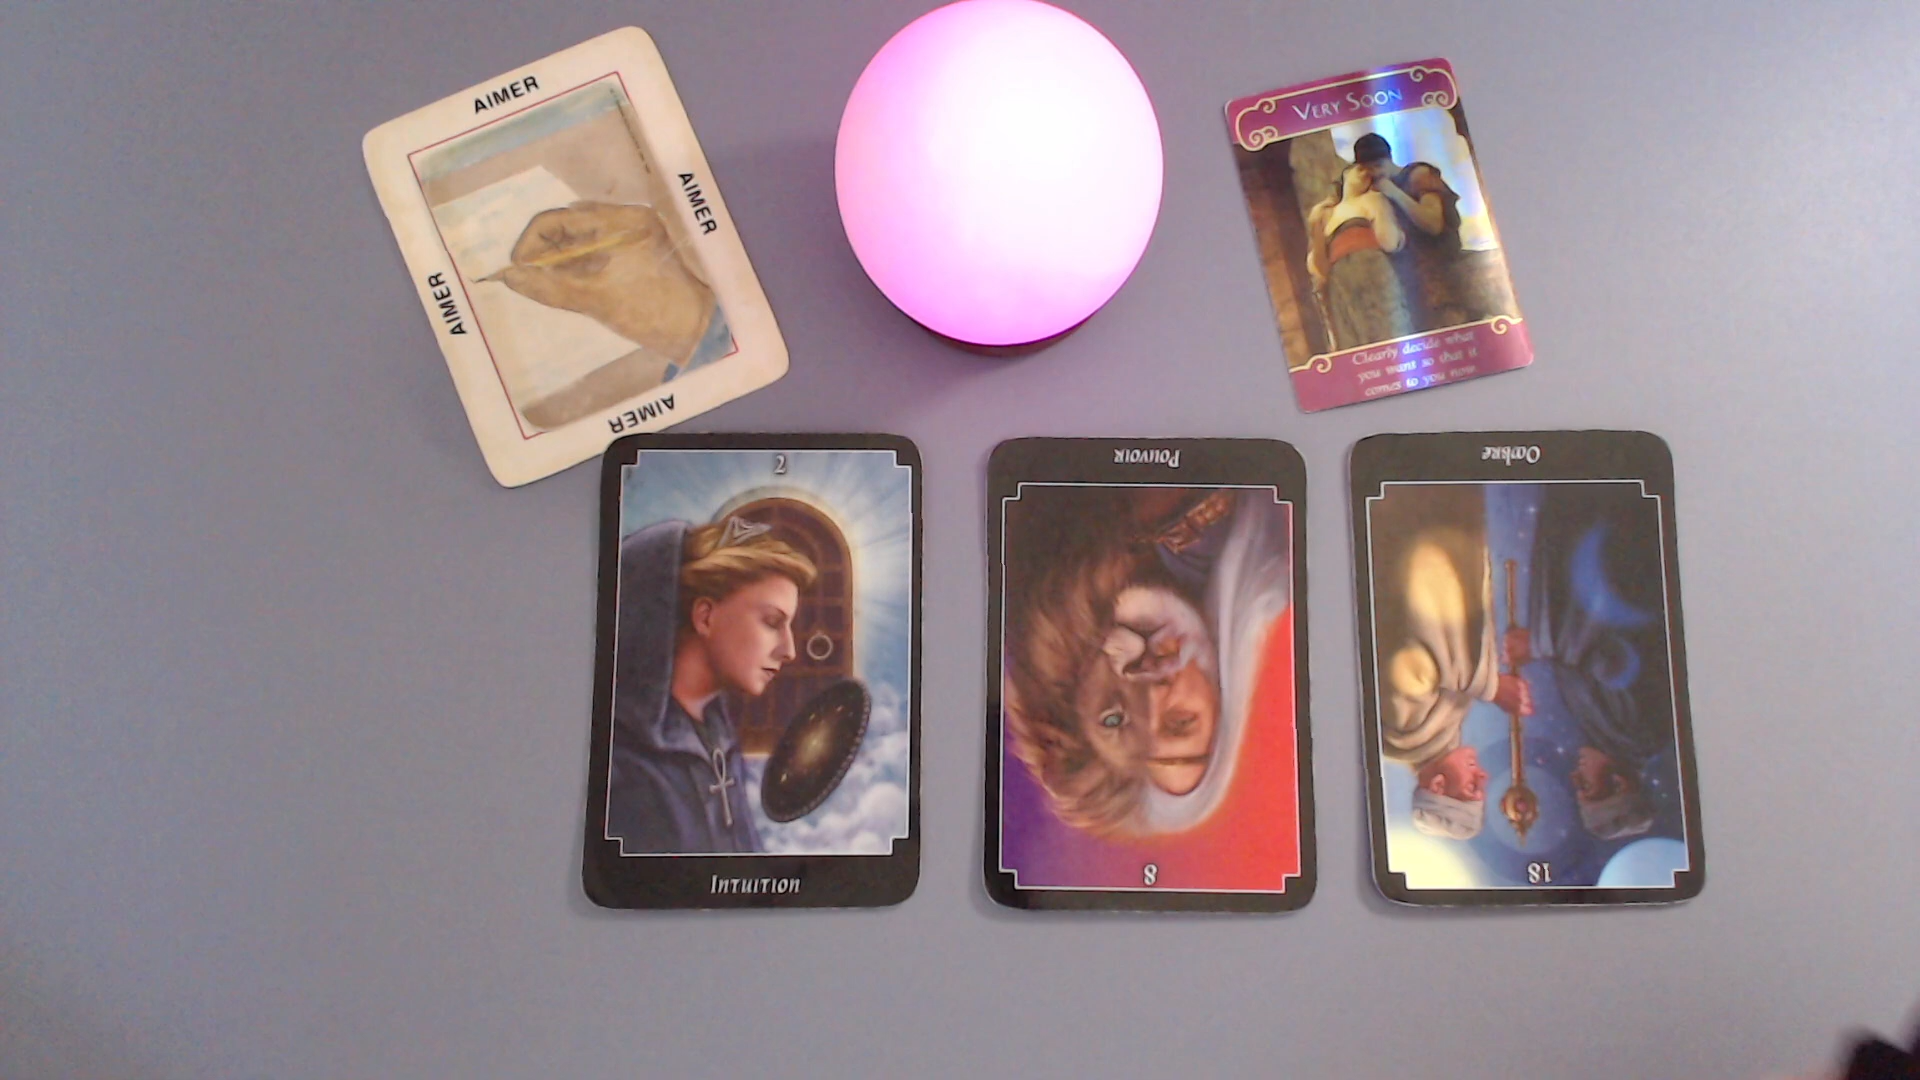 AIMER
AIMER
AIMER
AIMER
VERY SOON
Clearly decide what
you want so that it
comes to you now
2
INTUITION
POUVOIR
8
OMBRE
18